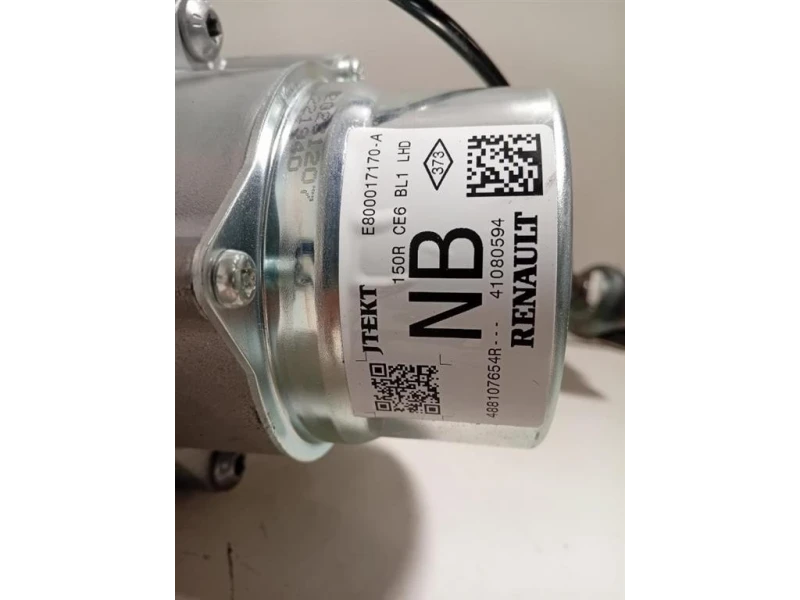 JTEKT E800017170-A
150R CE6 BL1 LHD
NB
373
488107654R--- 41080594
RENAULT